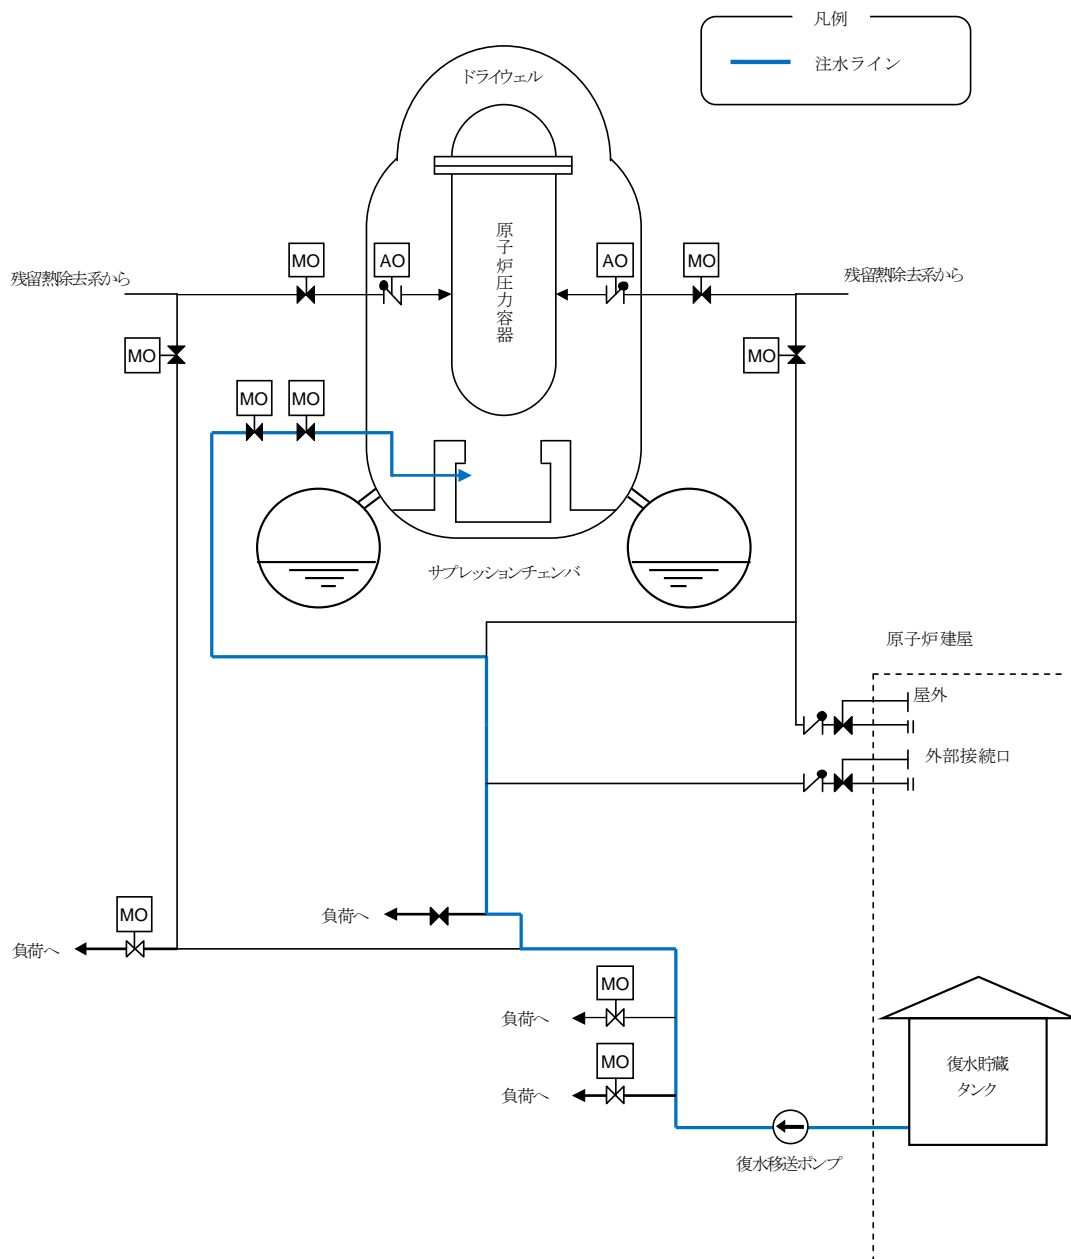 凡例
注水ライン
ドライウェル
原子炉圧力容器
MO
AO
AO
MO
残留熱除去系から
残留熱除去系から
MO
MO
MO
MO
サプレッションチェンバ
原子炉建屋
屋外
外部接続口
MO
負荷へ
負荷へ
MO
負荷へ
MO
負荷へ
復水貯蔵
タンク
復水移送ポンプ